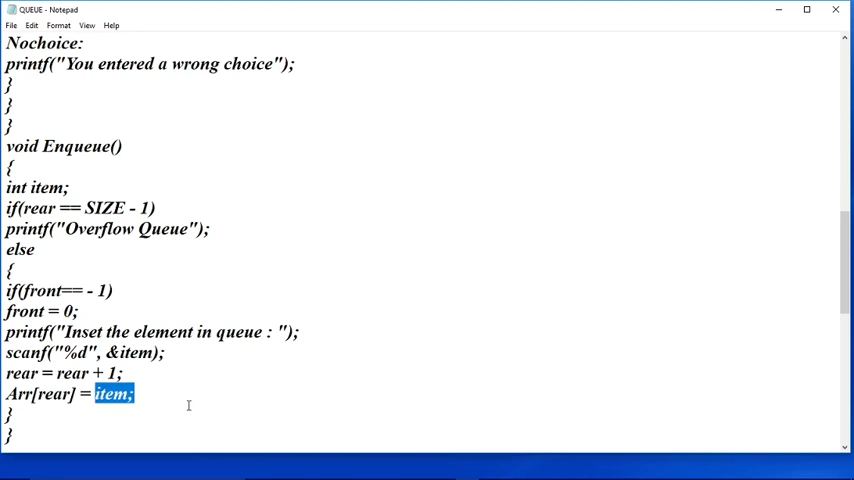 QUEUE - Notepad
File Edit Format View Help
Nochoice:
printf("You entered a wrong choice");
}
}
}
void Enqueue()
{
int item;
if(rear == SIZE - 1)
printf("Overflow Queue");
else
{
if(front== - 1)
front = 0;
printf("Inset the element in queue : ");
scanf("%d", &item);
rear = rear + 1;
Arr[rear] = item;
}
}